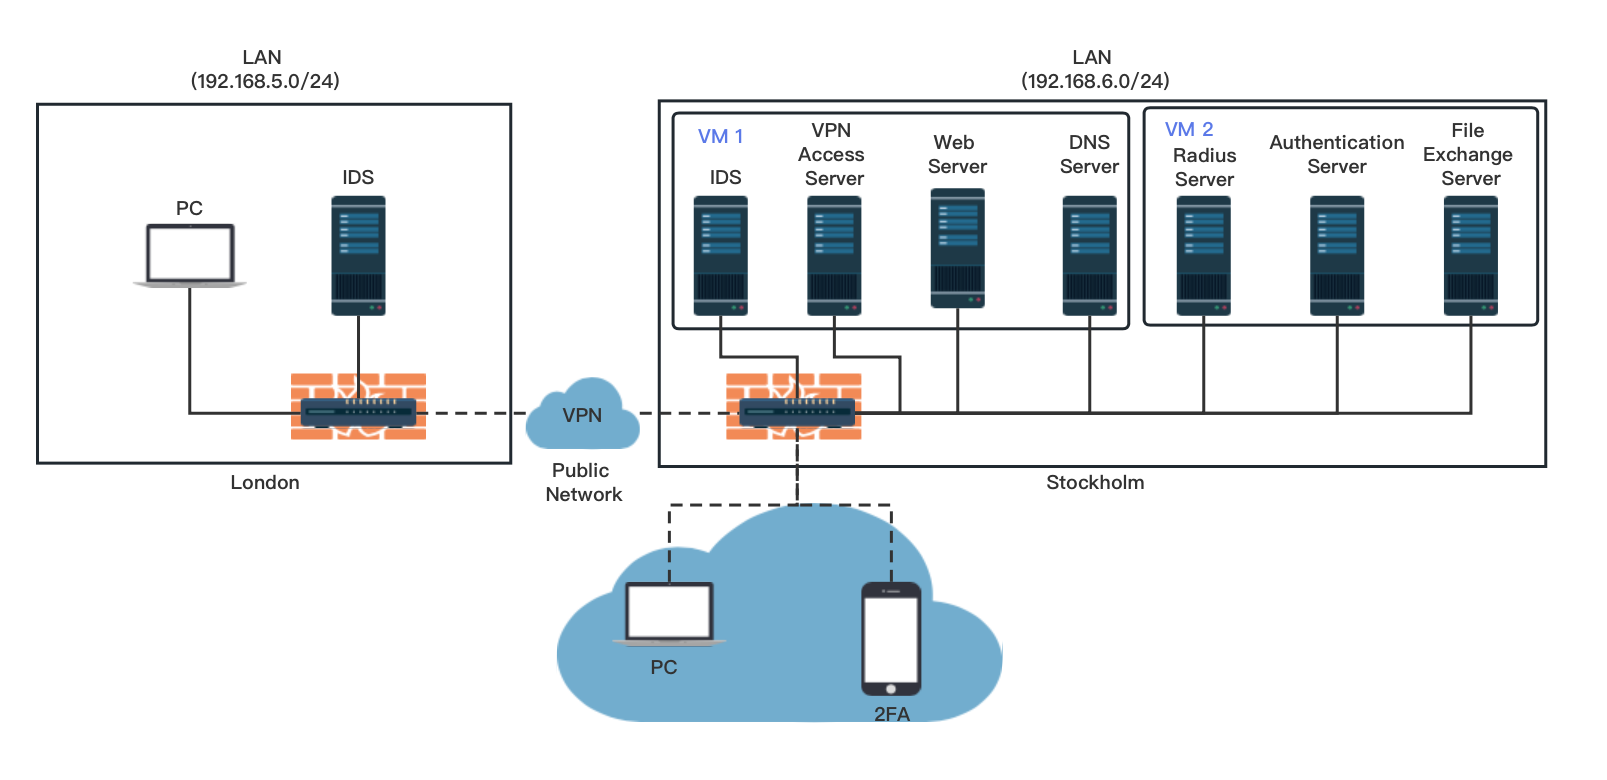 LAN
(192.168.5.0/24)
LAN
(192.168.6.0/24)
PC
IDS
London
VPN
Public
Network
VM 1
IDS
VPN
Access
Server
Web
Server
DNS
Server
VM 2
Radius
Server
Authentication
Server
File
Exchange
Server
Stockholm
PC
2FA